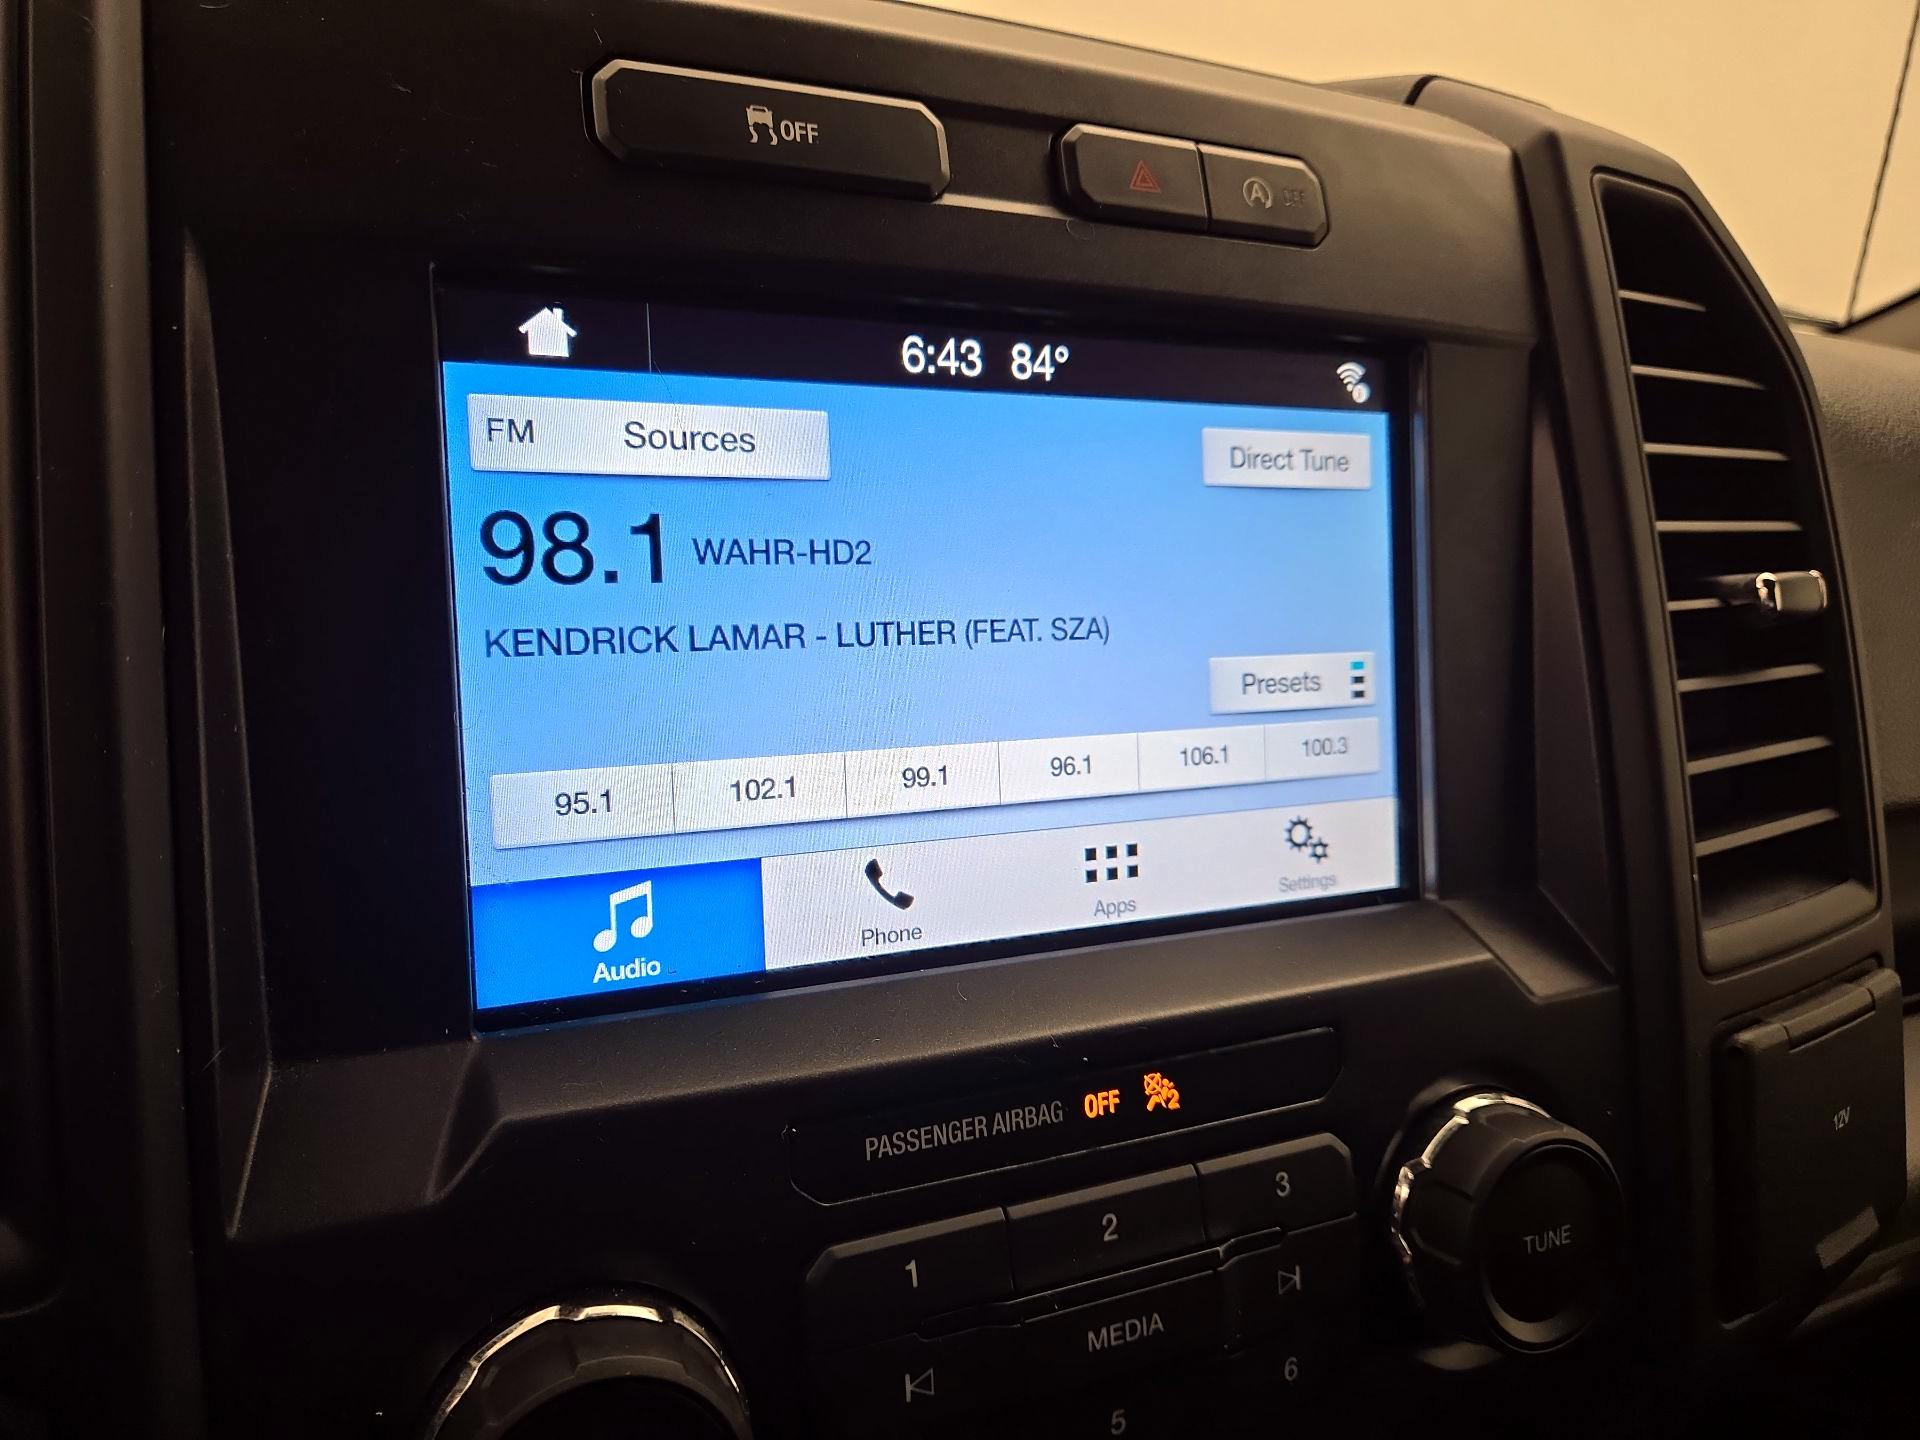 OFF
A OFF
6:43 84°
FM Sources
Direct Tune
98.1 WAHR-HD2
KENDRICK LAMAR - LUTHER (FEAT. SZA)
Presets
95.1 102.1 99.1 96.1 106.1 100.3
Audio Phone Apps Settings
PASSENGER AIRBAG OFF 2
1 2 3
TUNE
12V
MEDIA
5 6